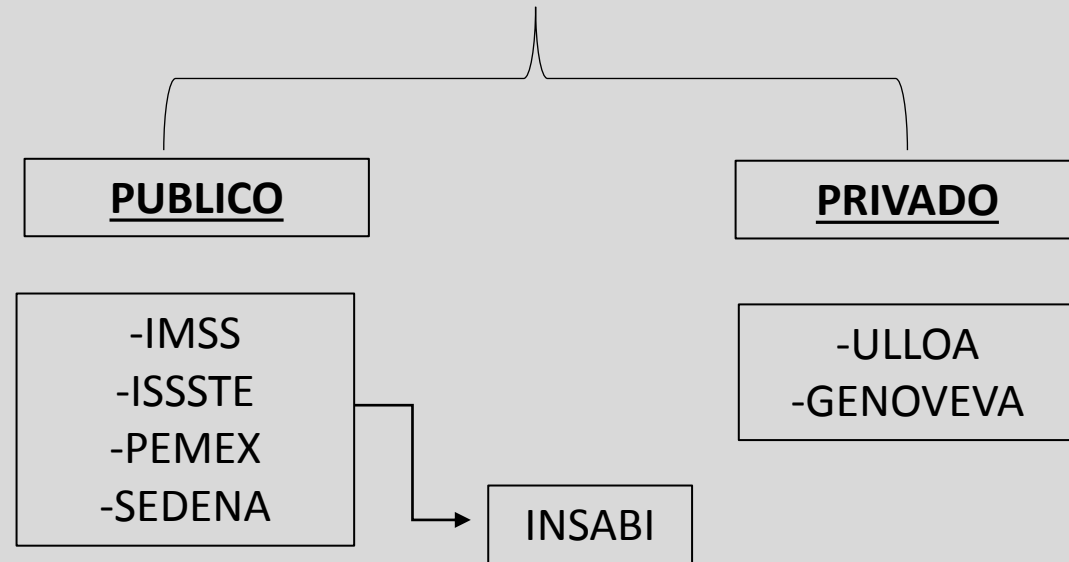 PUBLICO
PRIVADO
-IMSS
-ISSSTE
-PEMEX
-SEDENA
-ULLOA
-GENOVEVA
INSABI